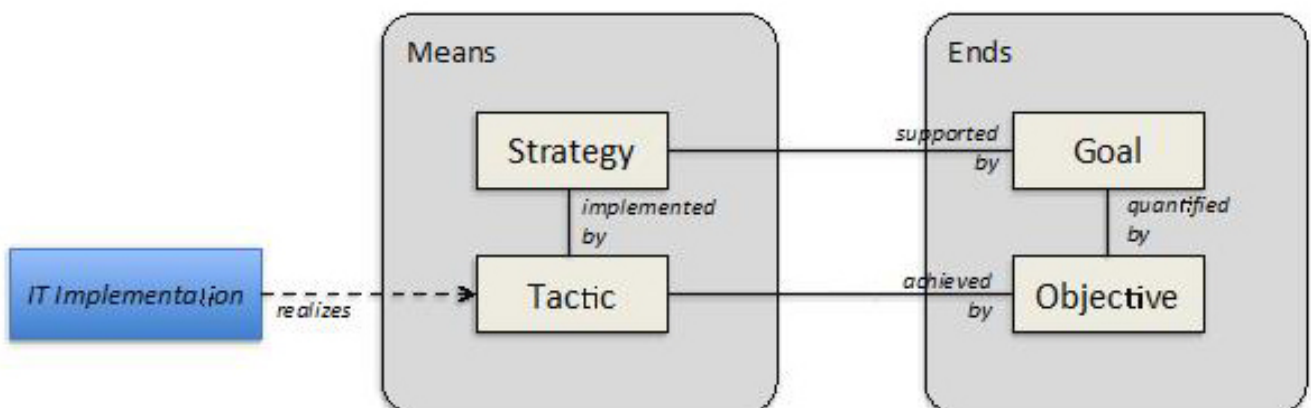 Means
Ends
Strategy
supported
by
Goal
implemented
by
quantified
by
IT Implementation
realizes
Tactic
achieved
by
Objective